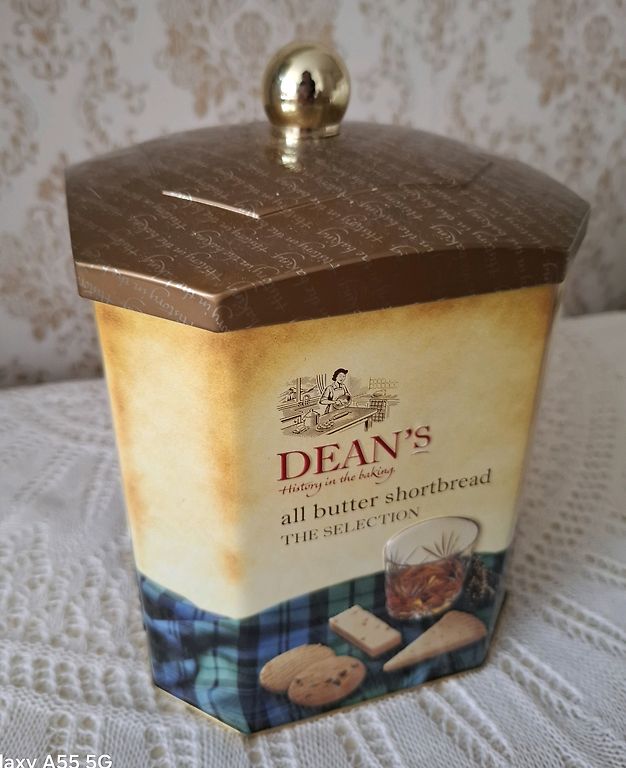 DEAN'S
History in the baking.
all butter shortbread
THE SELECTION
laxy A55 5G